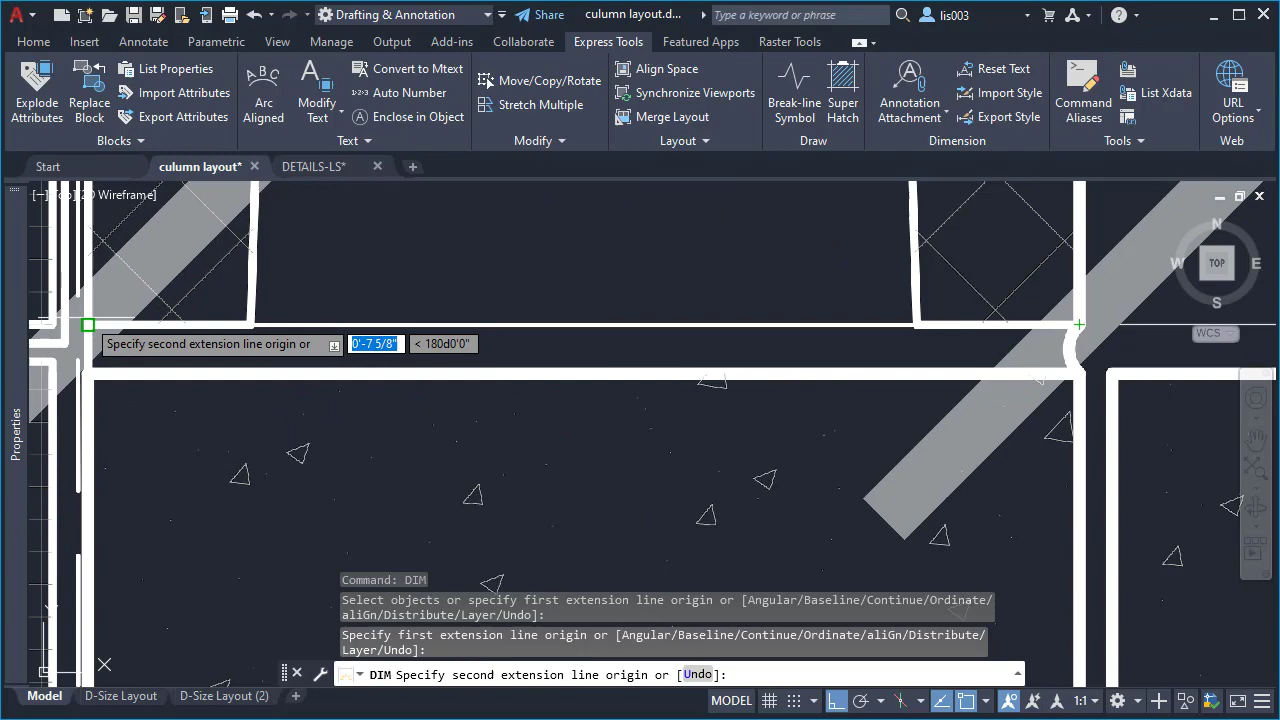 A
Drafting & Annotation
Share
culumn layout.d...
Type a keyword or phrase
lis003
Home Insert Annotate Parametric View Manage Output Add-ins Collaborate Express Tools Featured Apps Raster Tools
Explode Attributes
Replace Block
List Properties
Import Attributes
Export Attributes
Blocks
Arc Aligned
Modify Text
Convert to Mtext
Auto Number
Enclose in Object
Text
Move/Copy/Rotate
Stretch Multiple
Modify
Align Space
Synchronize Viewports
Merge Layout
Layout
Break-line Symbol
Super Hatch
Draw
Annotation Attachment
Reset Text
Import Style
Export Style
Dimension
Command Aliases
List Xdata
Tools
URL Options
Web
Start
culumn layout*
DETAILS-LS*
2D Wireframe]
N
W
TOP
E
S
WCS
Properties
Specify second extension line origin or
0'-7 5/8"
< 180d0'0"
Command: DIM
Select objects or specify first extension line origin or [Angular/Baseline/Continue/Ordinate/
aliGn/Distribute/Layer/Undo]:
Specify first extension line origin or [Angular/Baseline/Continue/Ordinate/aliGn/Distribute/
Layer/Undo]:
DIM Specify second extension line origin or [Undo]:
Model
D-Size Layout
D-Size Layout (2)
MODEL
1:1